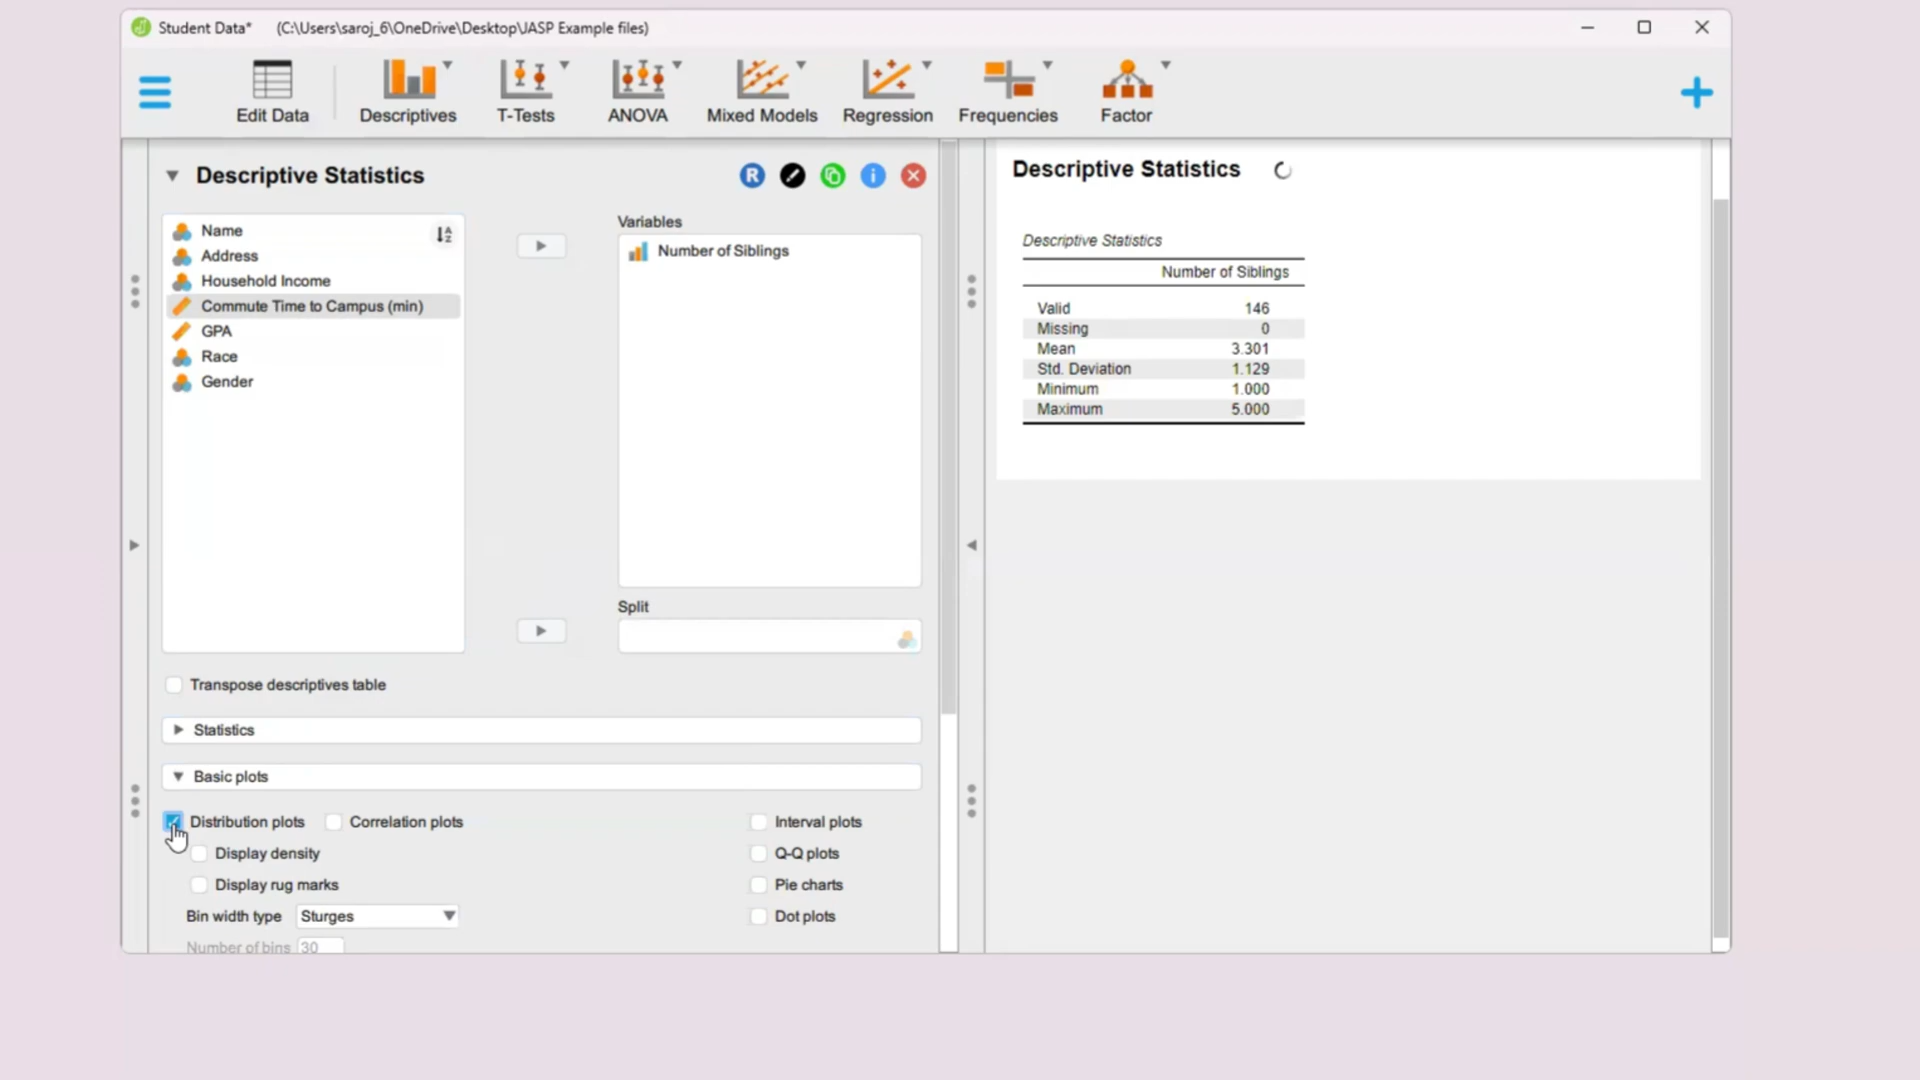 Student Data* (C:\Users\saroj_6\OneDrive\Desktop\JASP Example files)
Edit Data
Descriptives
T-Tests
ANOVA
Mixed Models
Regression
Frequencies
Factor
Descriptive Statistics
R
i
Name
Address
Household Income
Commute Time to Campus (min)
GPA
Race
Gender
Variables
Number of Siblings
Split
Transpose descriptives table
Statistics
Basic plots
Distribution plots Correlation plots Interval plots
Display density Q-Q plots
Display rug marks Pie charts
Bin width type Sturges Dot plots
Number of bins 30
Descriptive Statistics
Descriptive Statistics
Number of Siblings
Valid 146
Missing 0
Mean 3.301
Std. Deviation 1.129
Minimum 1.000
Maximum 5.000